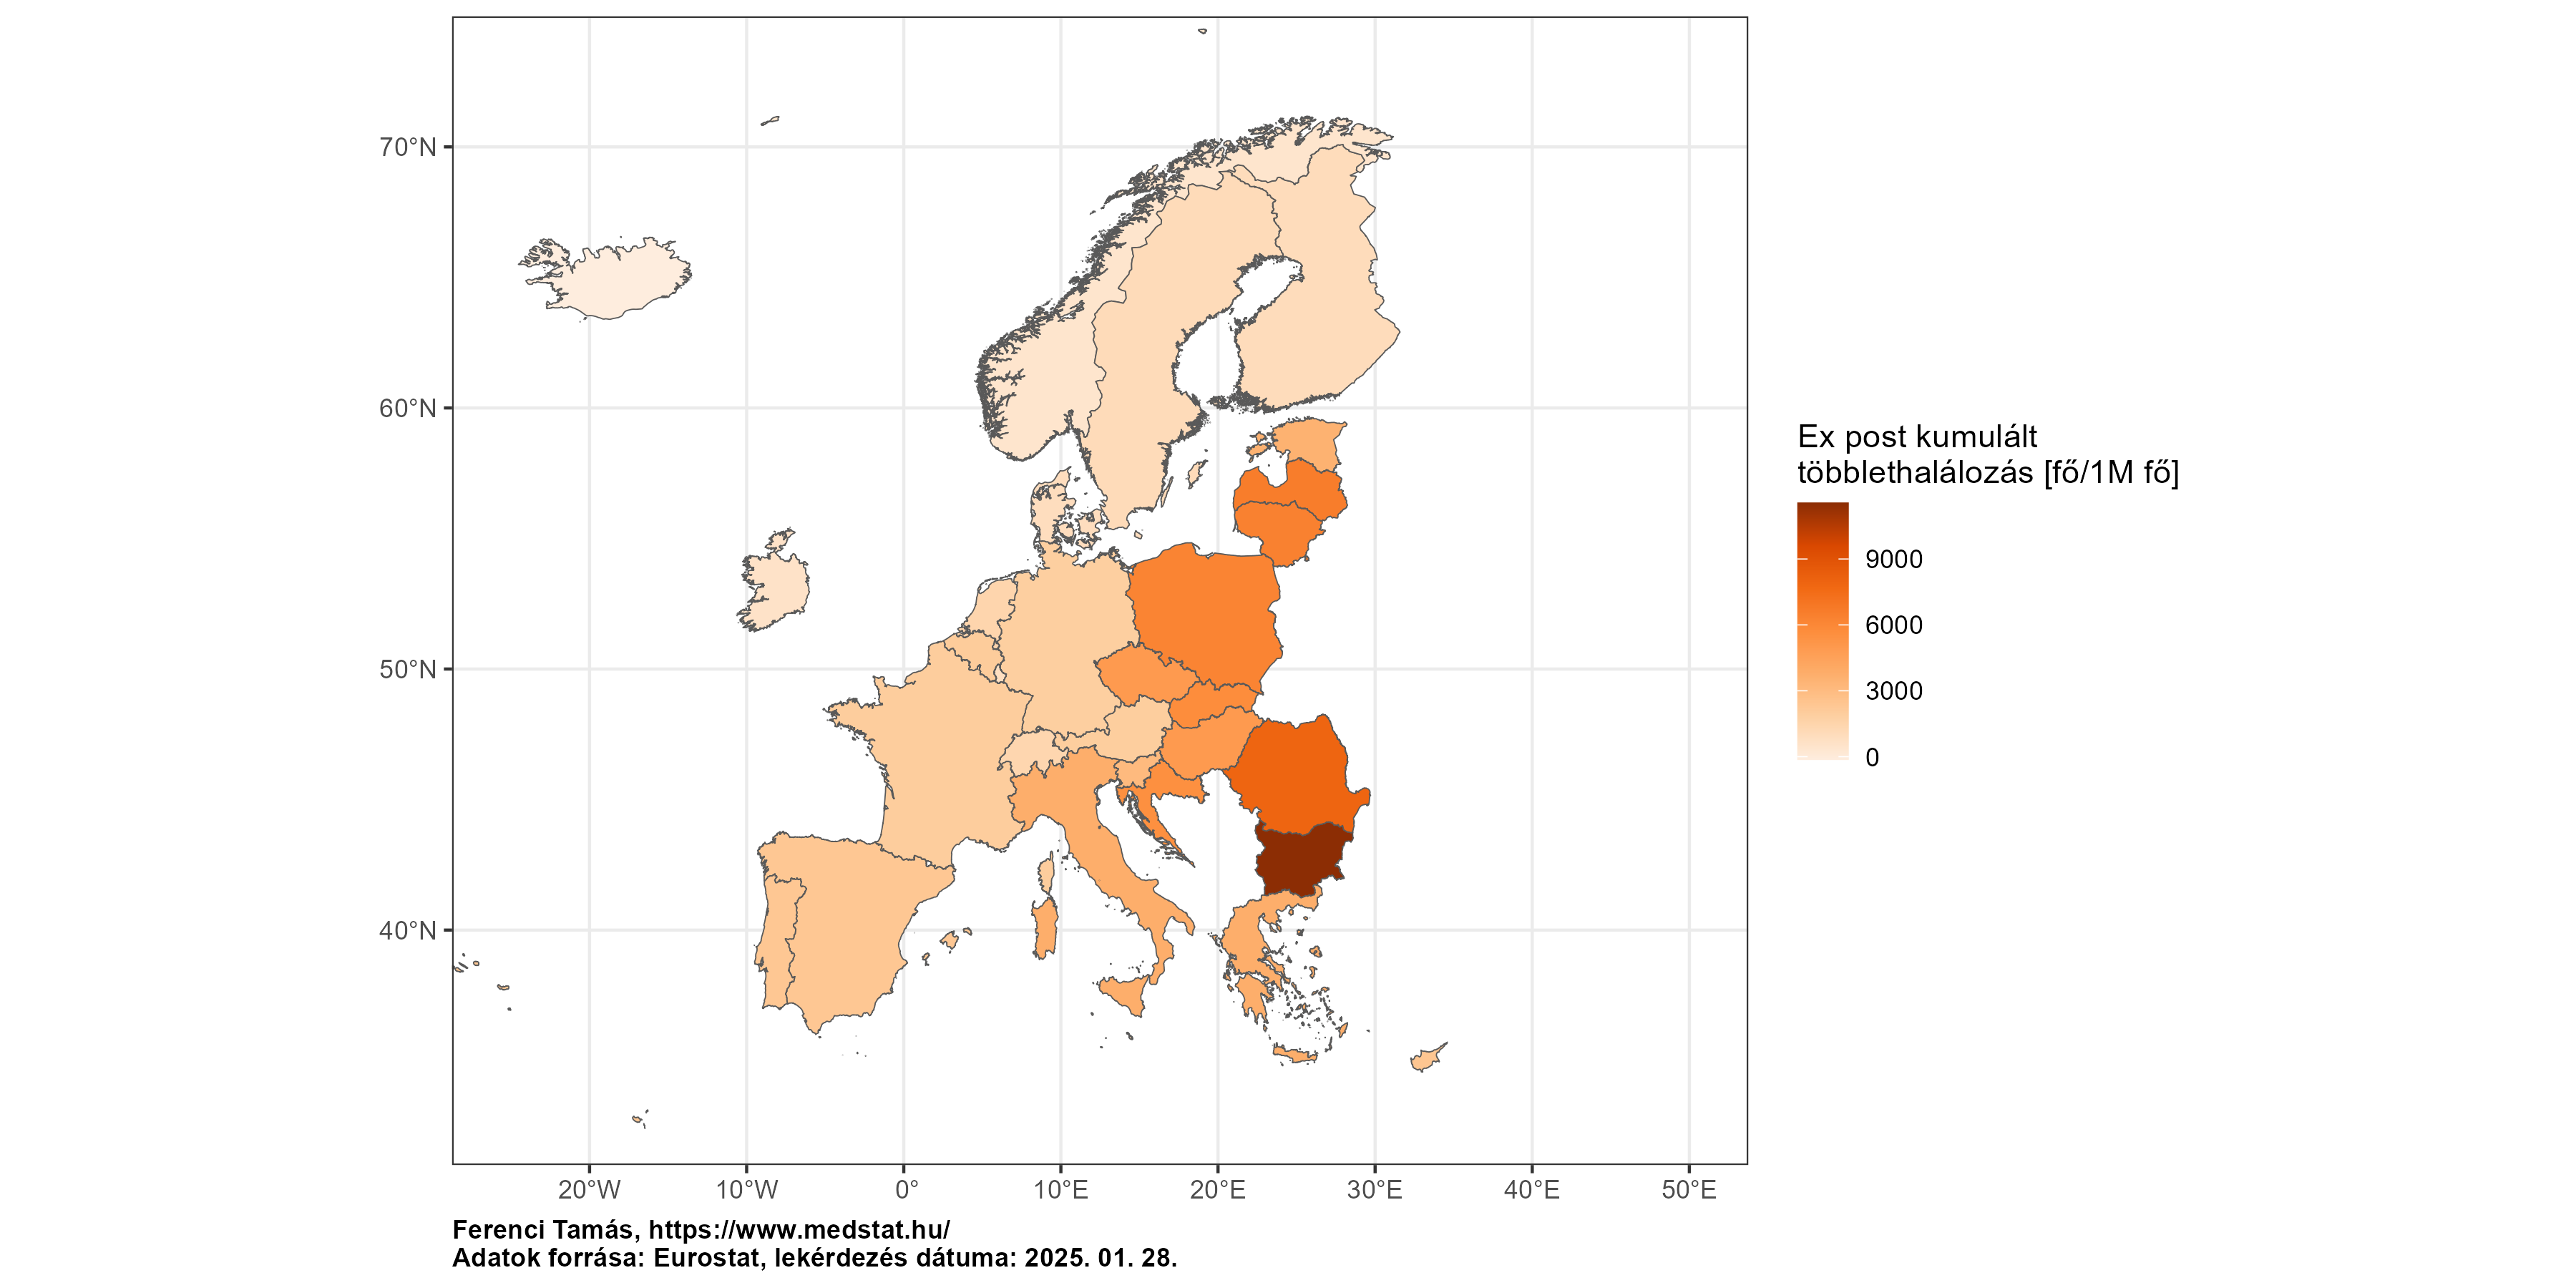 70°N
60°N
50°N
40°N
20°W 10°W 0° 10°E 20°E 30°E 40°E 50°E
Ex post kumulált
többlethalálozás [fő/1M fő]
9000
6000
3000
0
Ferenci Tamás, https://www.medstat.hu/
Adatok forrása: Eurostat, lekérdezés dátuma: 2025. 01. 28.